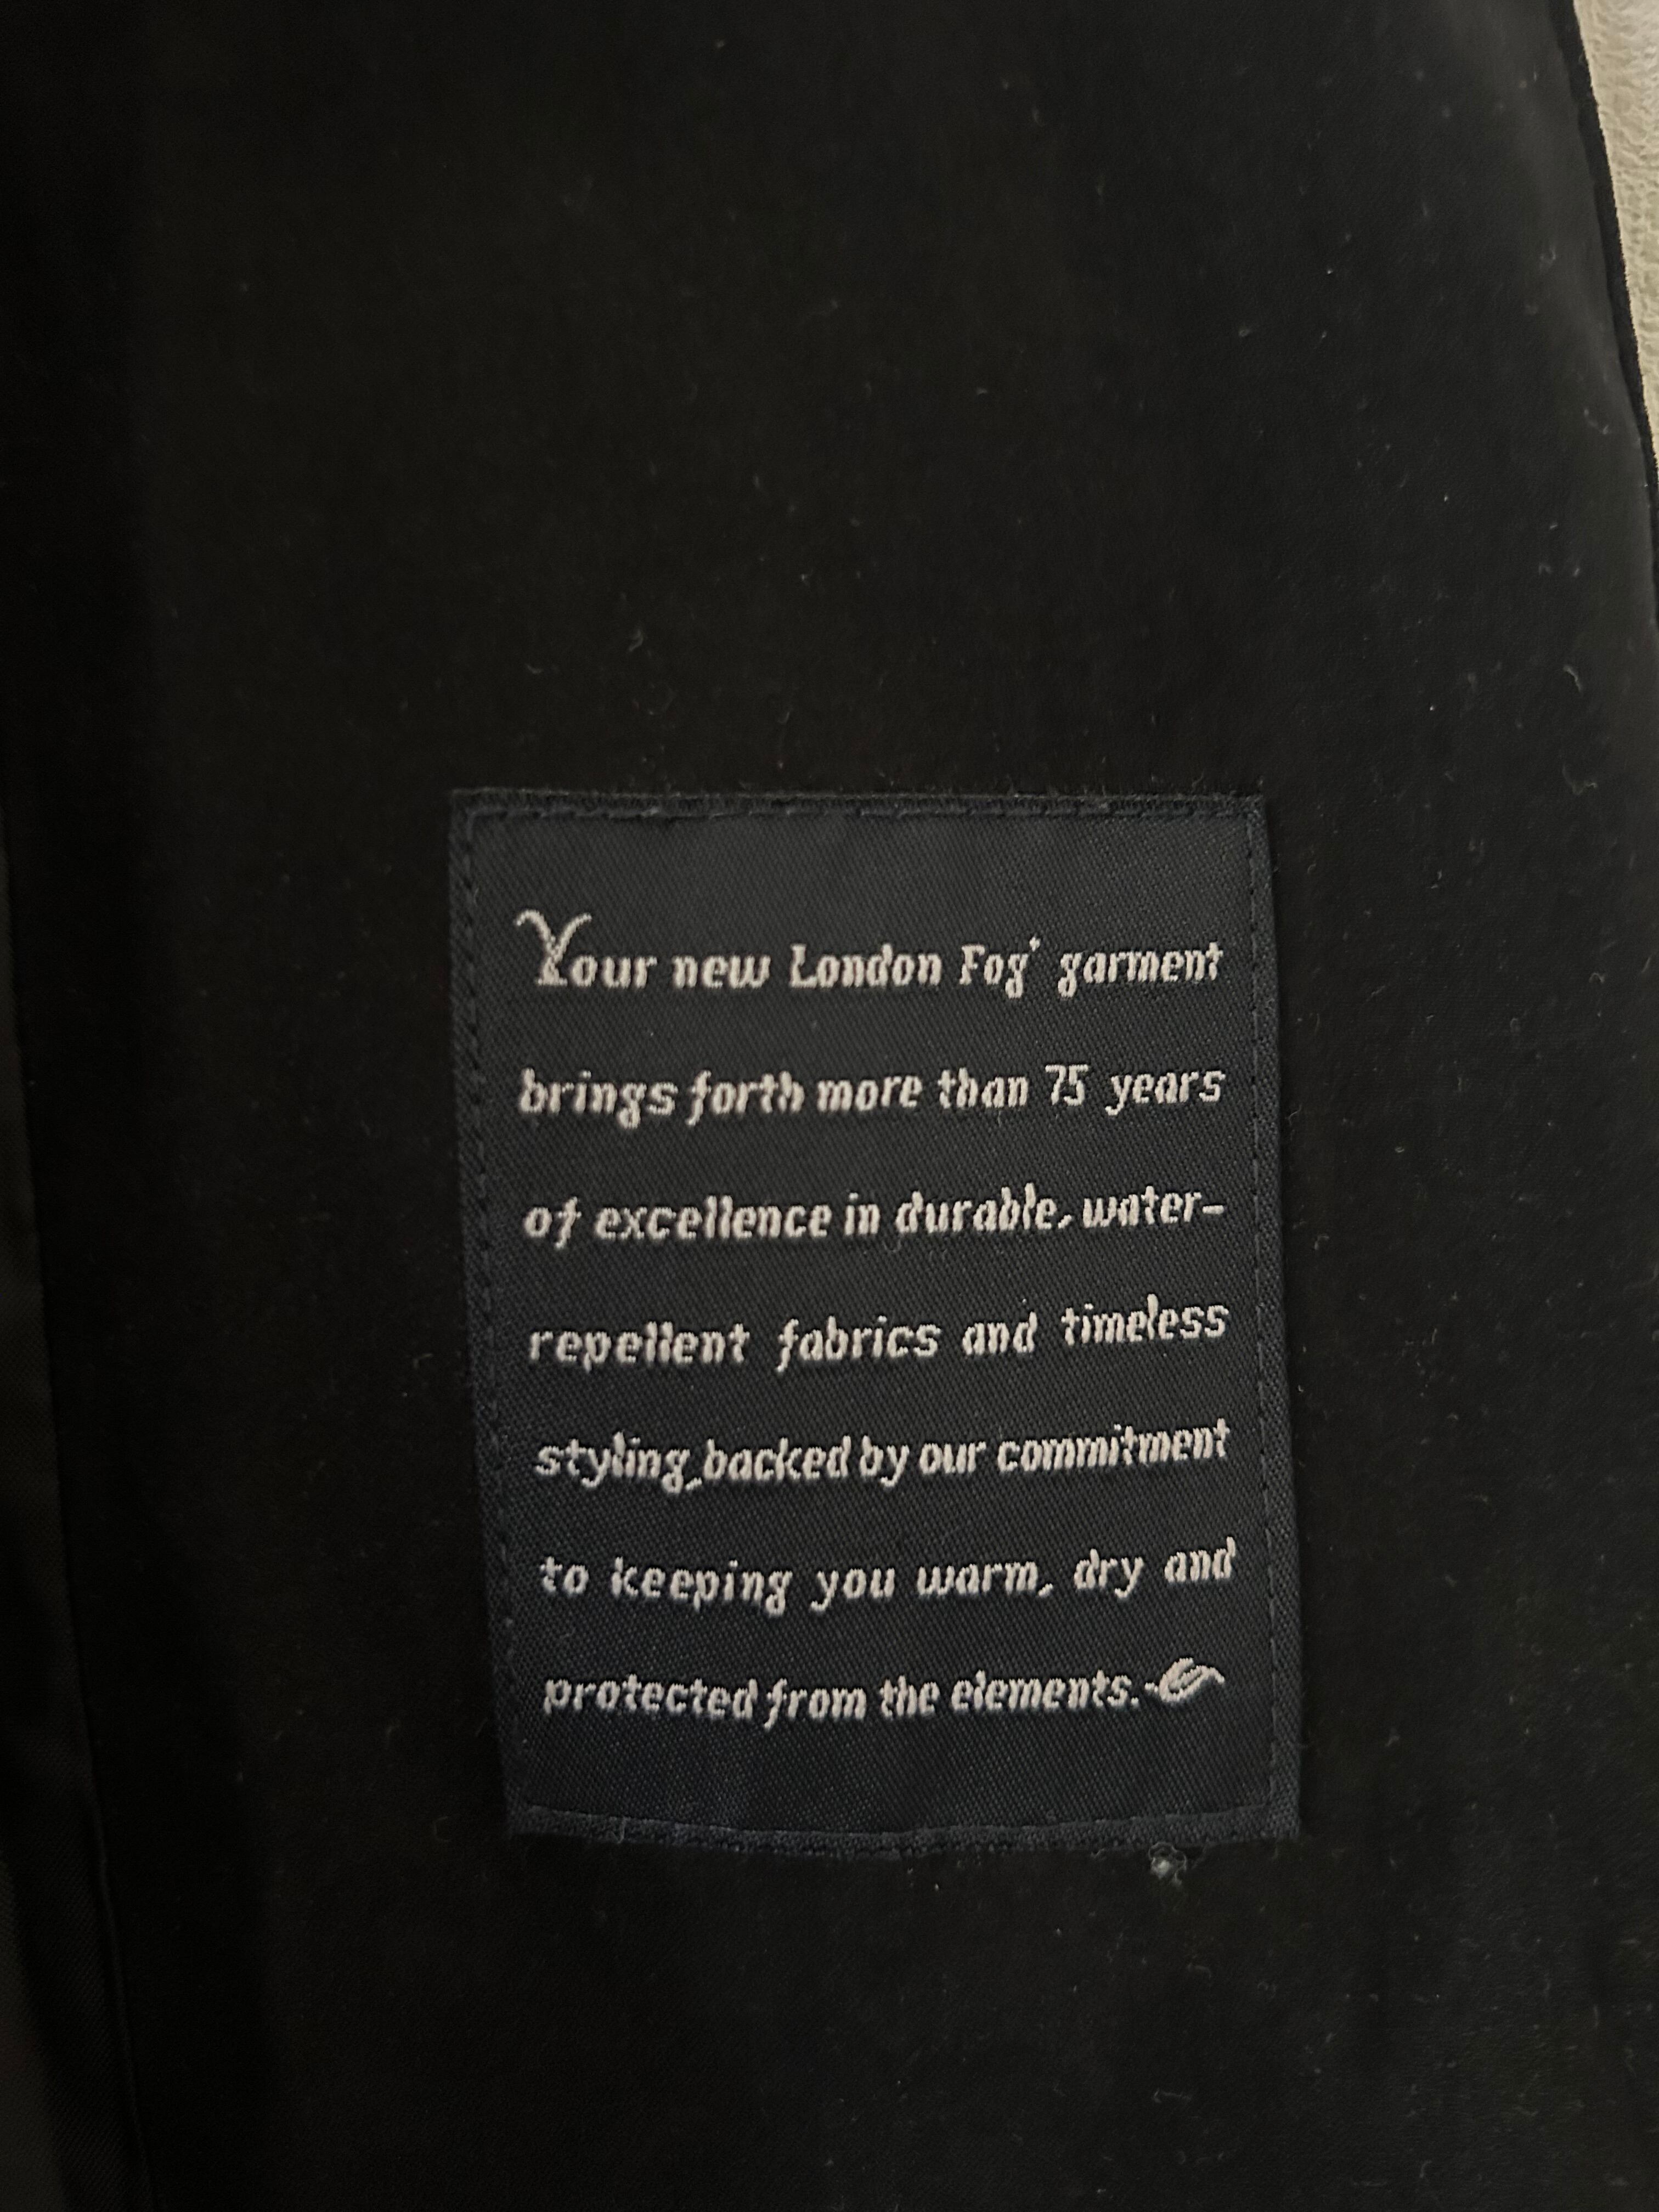 Your new London Fog® garment
brings forth more than 75 years
of excellence in durable, water-
repellent fabrics and timeless
styling, backed by our commitment
to keeping you warm, dry and
protected from the elements.